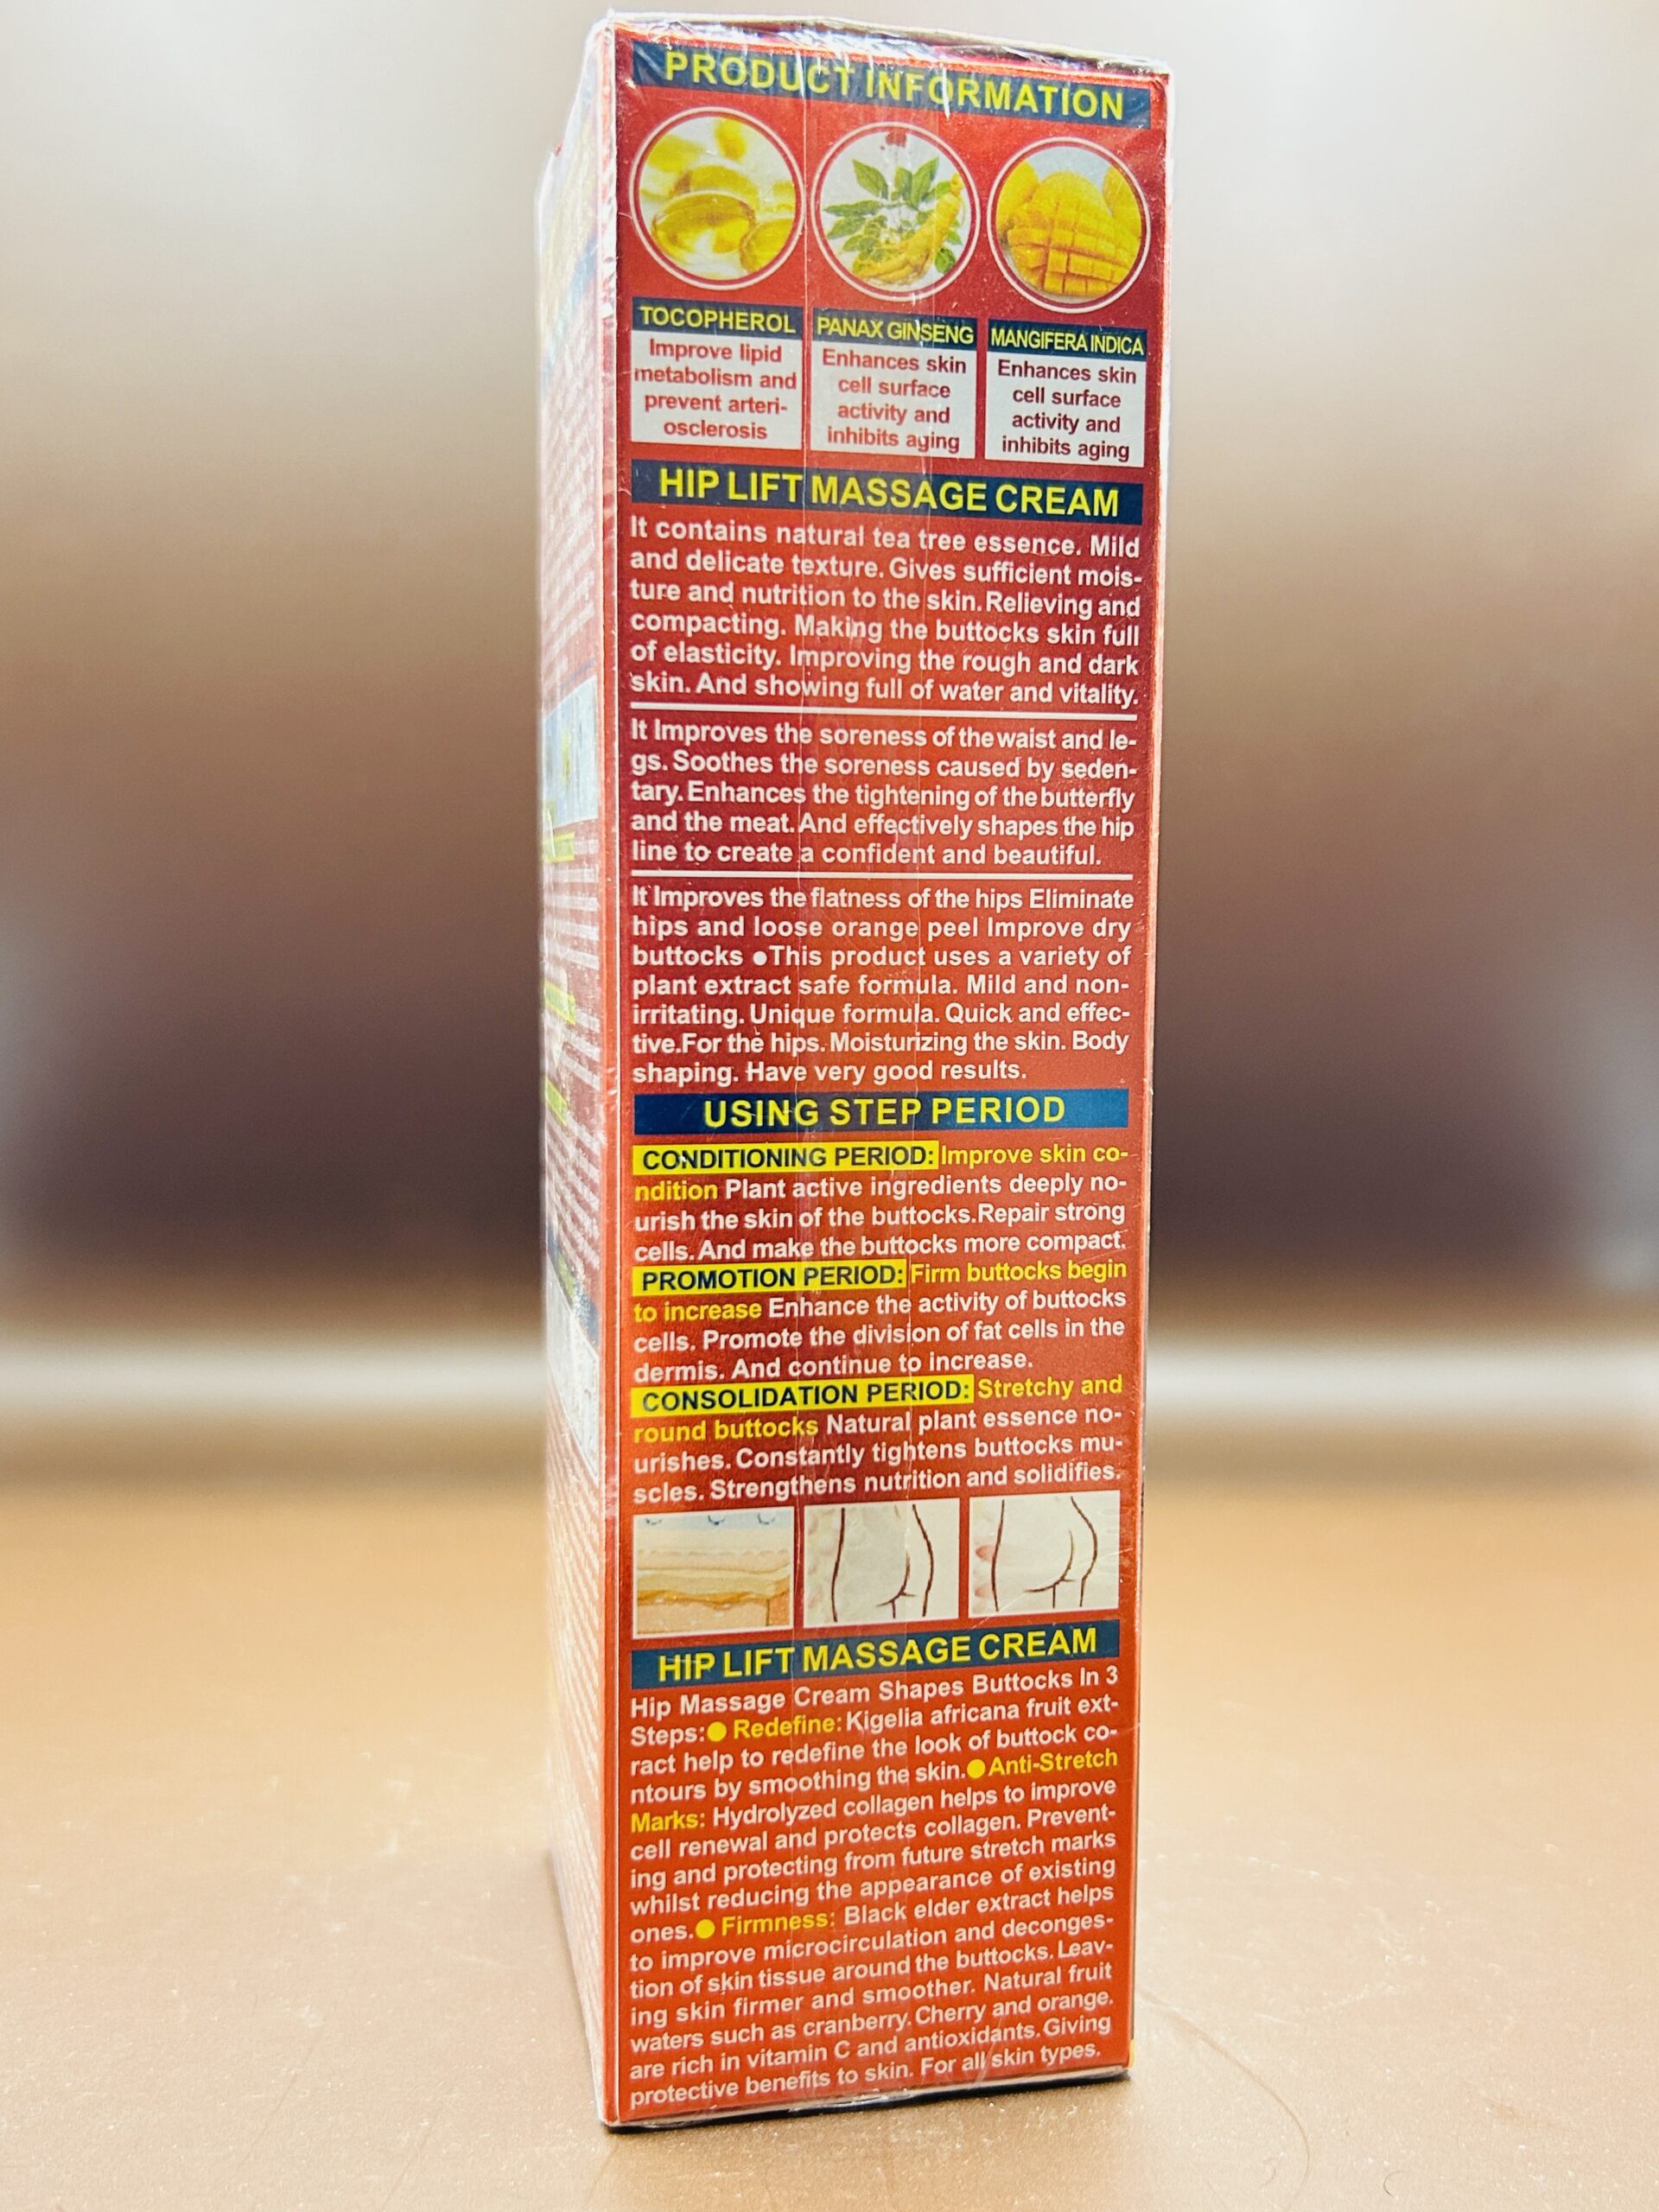 PRODUCT INFORMATION
TOCOPHEROL
Improve lipid
metabolism and
prevent arteri-
osclerosis
PANAX GINSENG
Enhances skin
cell surface
activity and
inhibits aging
MANGIFERA INDICA
Enhances skin
cell surface
activity and
inhibits aging
HIP LIFT MASSAGE CREAM
It contains natural tea tree essence. Mild
and delicate texture. Gives sufficient mois-
ture and nutrition to the skin. Relieving and
compacting. Making the buttocks skin full
of elasticity. Improving the rough and dark
skin. And showing full of water and vitality.
It Improves the soreness of the waist and le-
gs. Soothes the soreness caused by seden-
tary. Enhances the tightening of the butterfly
and the meat. And effectively shapes the hip
line to create a confident and beautiful.
It Improves the flatness of the hips Eliminate
hips and loose orange peel Improve dry
buttocks ●This product uses a variety of
plant extract safe formula. Mild and non-
irritating. Unique formula. Quick and effec-
tive.For the hips. Moisturizing the skin. Body
shaping. Have very good results.
USING STEP PERIOD
CONDITIONING PERIOD: Improve skin co-
ndition Plant active ingredients deeply no-
urish the skin of the buttocks.Repair strong
cells. And make the buttocks more compact.
PROMOTION PERIOD: Firm buttocks begin
to increase Enhance the activity of buttocks
cells. Promote the division of fat cells in the
dermis. And continue to increase.
CONSOLIDATION PERIOD: Stretchy and
round buttocks Natural plant essence no-
urishes. Constantly tightens buttocks mu-
scles. Strengthens nutrition and solidifies.
HIP LIFT MASSAGE CREAM
Hip Massage Cream Shapes Buttocks In 3
Steps:● Redefine: Kigelia africana fruit ext-
ract help to redefine the look of buttock co-
ntours by smoothing the skin.● Anti-Stretch
Marks: Hydrolyzed collagen helps to improve
cell renewal and protects collagen. Prevent-
ing and protecting from future stretch marks
whilst reducing the appearance of existing
ones.● Firmness: Black elder extract helps
to improve microcirculation and deconges-
tion of skin tissue around the buttocks. Leav-
ing skin firmer and smoother. Natural fruit
waters such as cranberry. Cherry and orange.
are rich in vitamin C and antioxidants. Giving
protective benefits to skin. For all skin types.